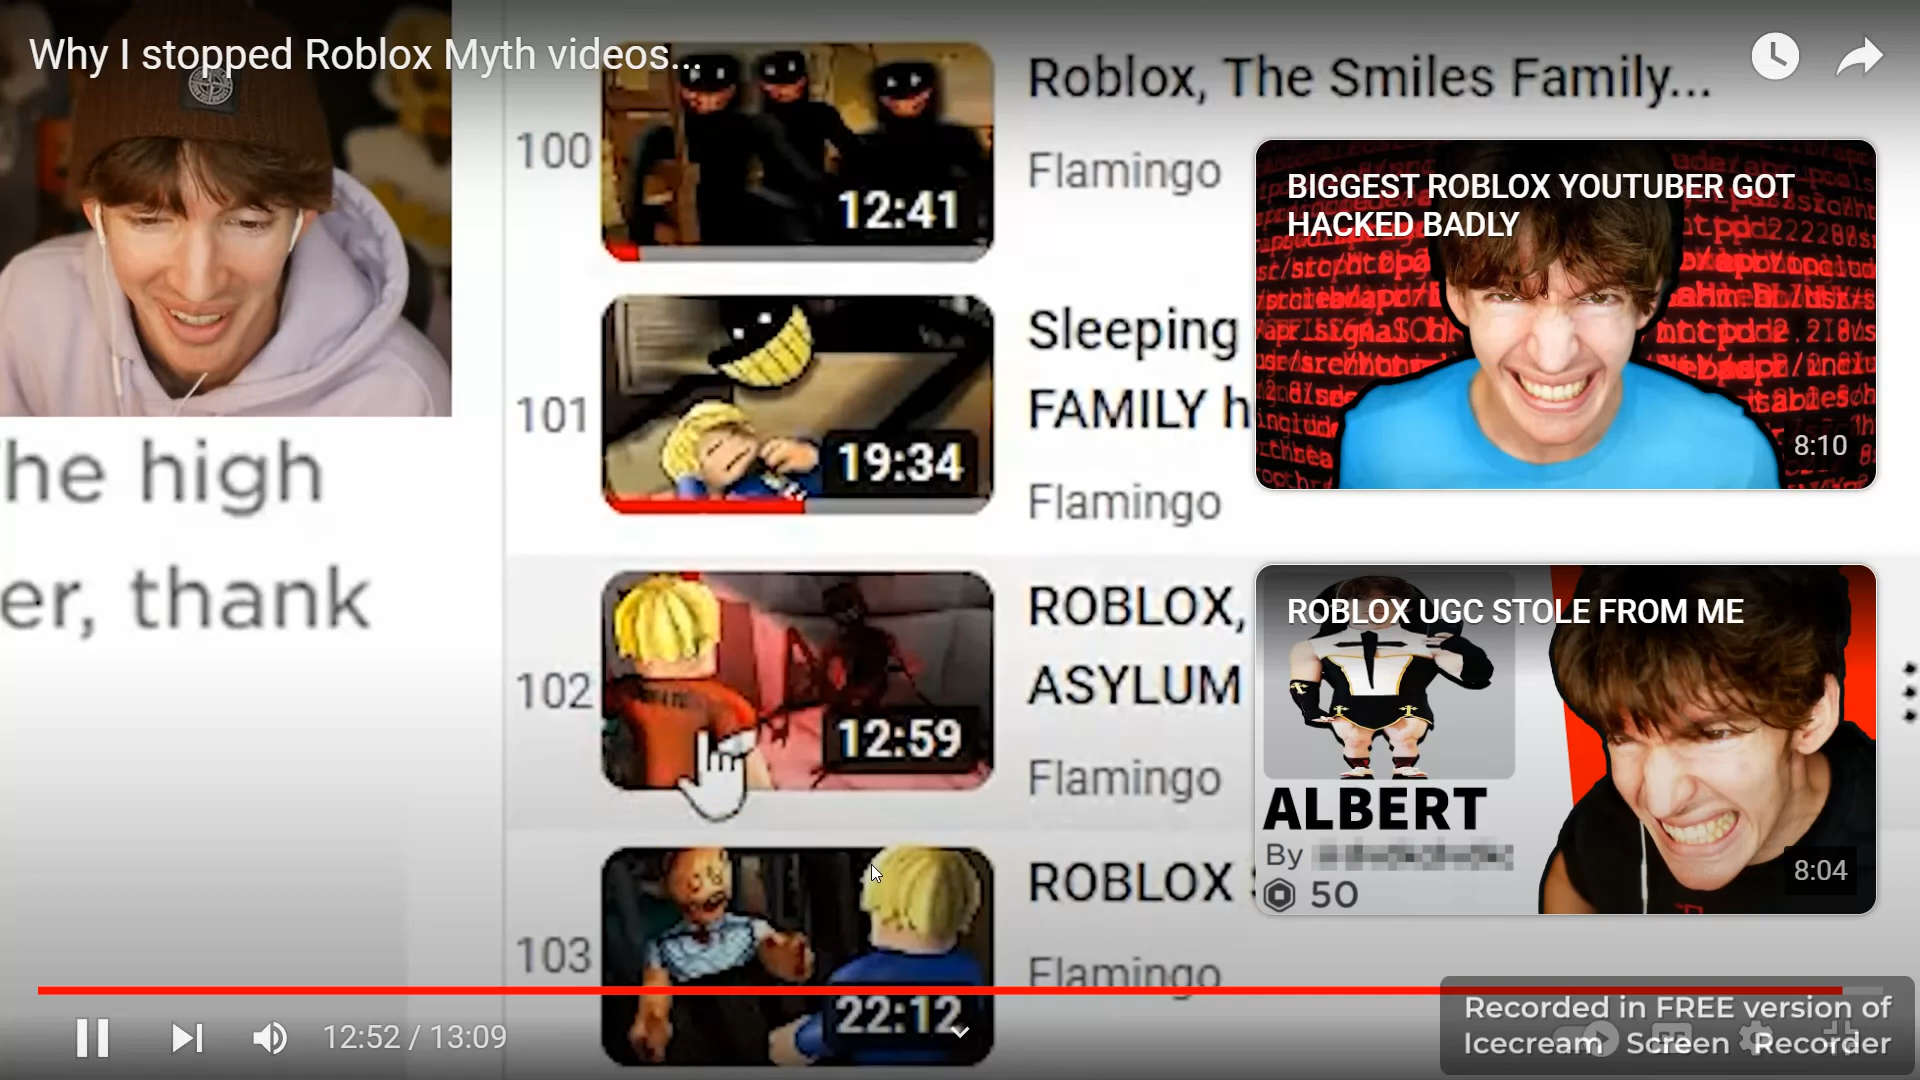 Why I stopped Roblox Myth videos...
he high
er, thank
100
12:41
Roblox, The Smiles Family...
Flamingo
101
19:34
Sleeping
FAMILY h
Flamingo
102
12:59
ROBLOX,
ASYLUM
Flamingo
103
22:12
ROBLOX
Flamingo
BIGGEST ROBLOX YOUTUBER GOT
HACKED BADLY
8:10
ROBLOX UGC STOLE FROM ME
ALBERT
By
50
8:04
12:52 / 13:09
Recorded in FREE version of
Icecream Screen Recorder